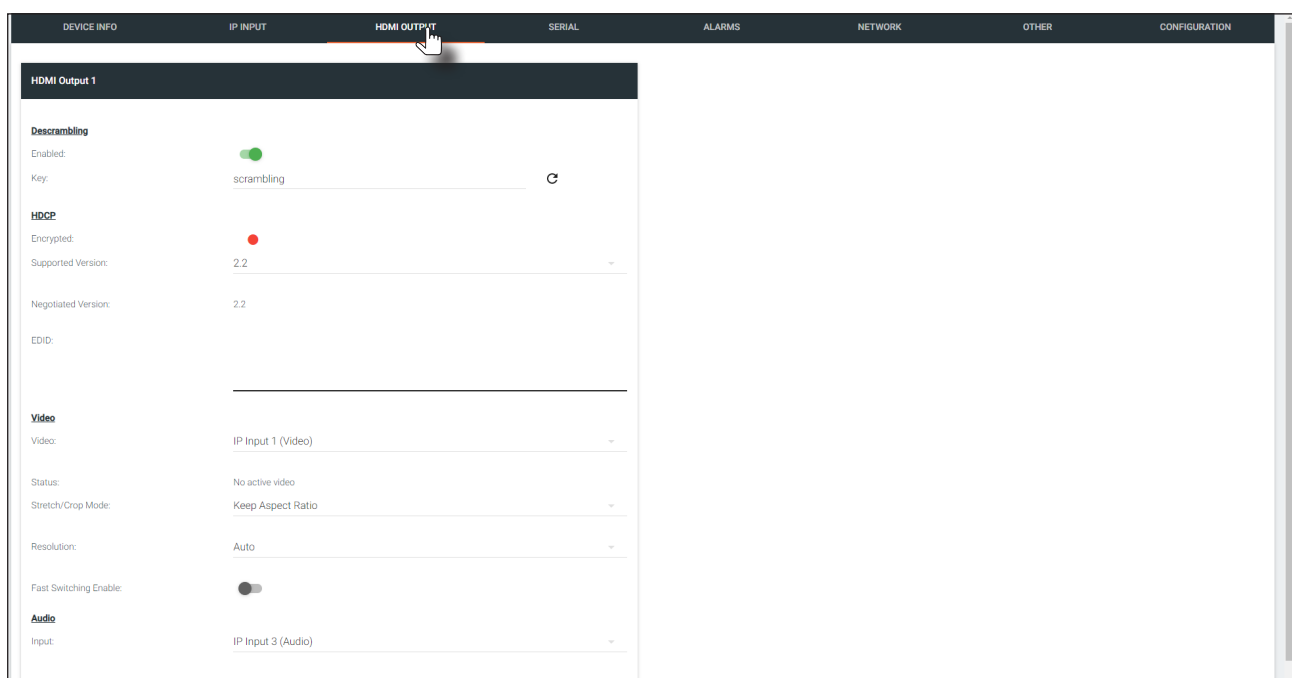 DEVICE INFO IP INPUT HDMI OUTPUT SERIAL ALARMS NETWORK OTHER CONFIGURATION
HDMI Output 1
Descrambling
Enabled:
Key: scrambling
HDCP
Encrypted:
Supported Version: 2.2
Negotiated Version: 2.2
EDID:
Video
Video: IP Input 1 (Video)
Status: No active video
Stretch/Crop Mode: Keep Aspect Ratio
Resolution: Auto
Fast Switching Enable:
Audio
Input: IP Input 3 (Audio)